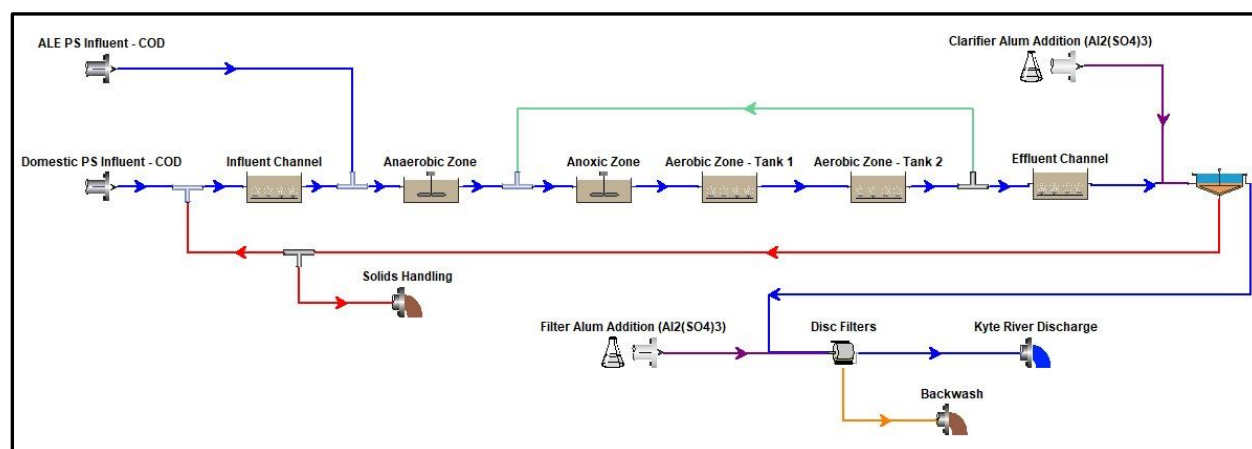 ALE PS Influent - COD
Clarifier Alum Addition (Al2(SO4)3)
Domestic PS Influent - COD
Influent Channel
Anaerobic Zone
Anoxic Zone
Aerobic Zone - Tank 1
Aerobic Zone - Tank 2
Effluent Channel
Solids Handling
Filter Alum Addition (Al2(SO4)3)
Disc Filters
Kyte River Discharge
Backwash